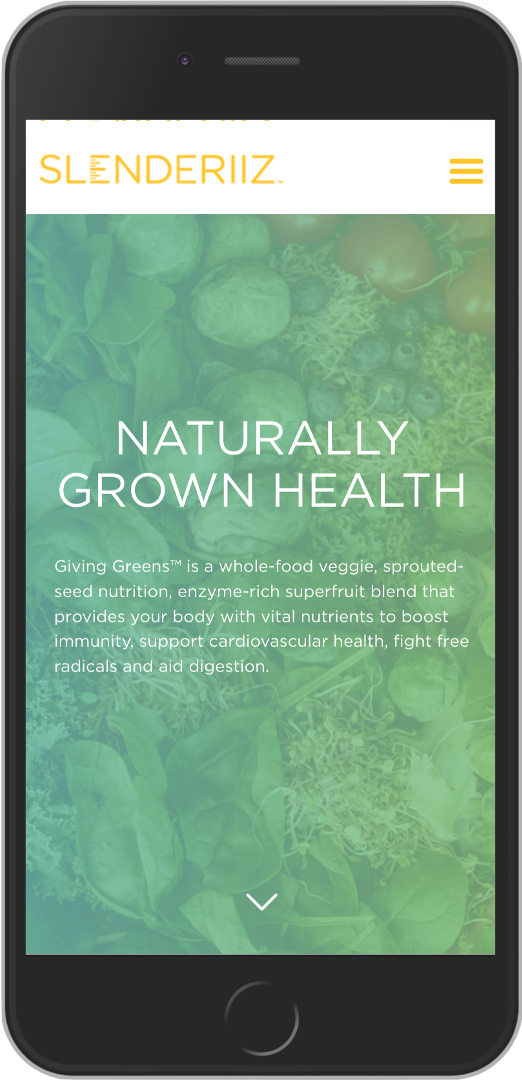 SLENDERIIZ™
NATURALLY
GROWN HEALTH
Giving Greens™ is a whole-food veggie, sprouted-
seed nutrition, enzyme-rich superfruit blend that
provides your body with vital nutrients to boost
immunity, support cardiovascular health, fight free
radicals and aid digestion.